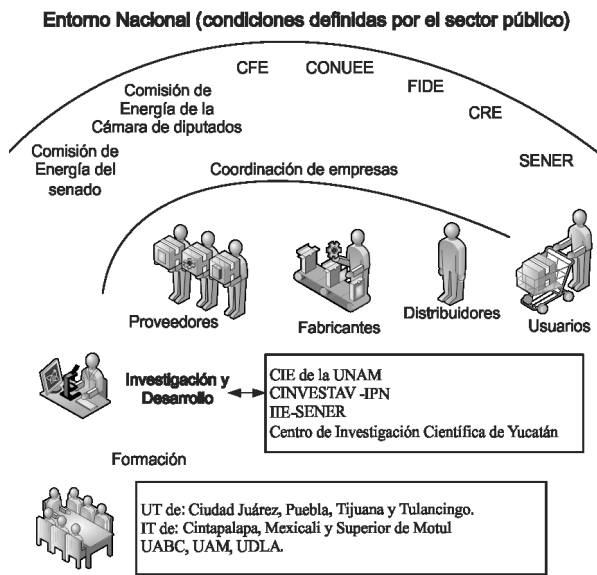 Entorno Nacional (condiciones definidas por el sector público)
CFE
CONUEE
FIDE
CRE
SENER
Comisión de
Energía de la
Cámara de diputados
Comisión de
Energía del
senado
Coordinación de empresas
Proveedores
Fabricantes
Distribuidores
Usuarios
Investigación y
Desarrollo
CIE de la UNAM
CINVESTAV -IPN
IIE-SENER
Centro de Investigación Científica de Yucatán
Formación
UT de: Ciudad Juárez, Puebla, Tijuana y Tulancingo.
IT de: Cintapalapa, Mexicali y Superior de Motul
UABC, UAM, UDLA.